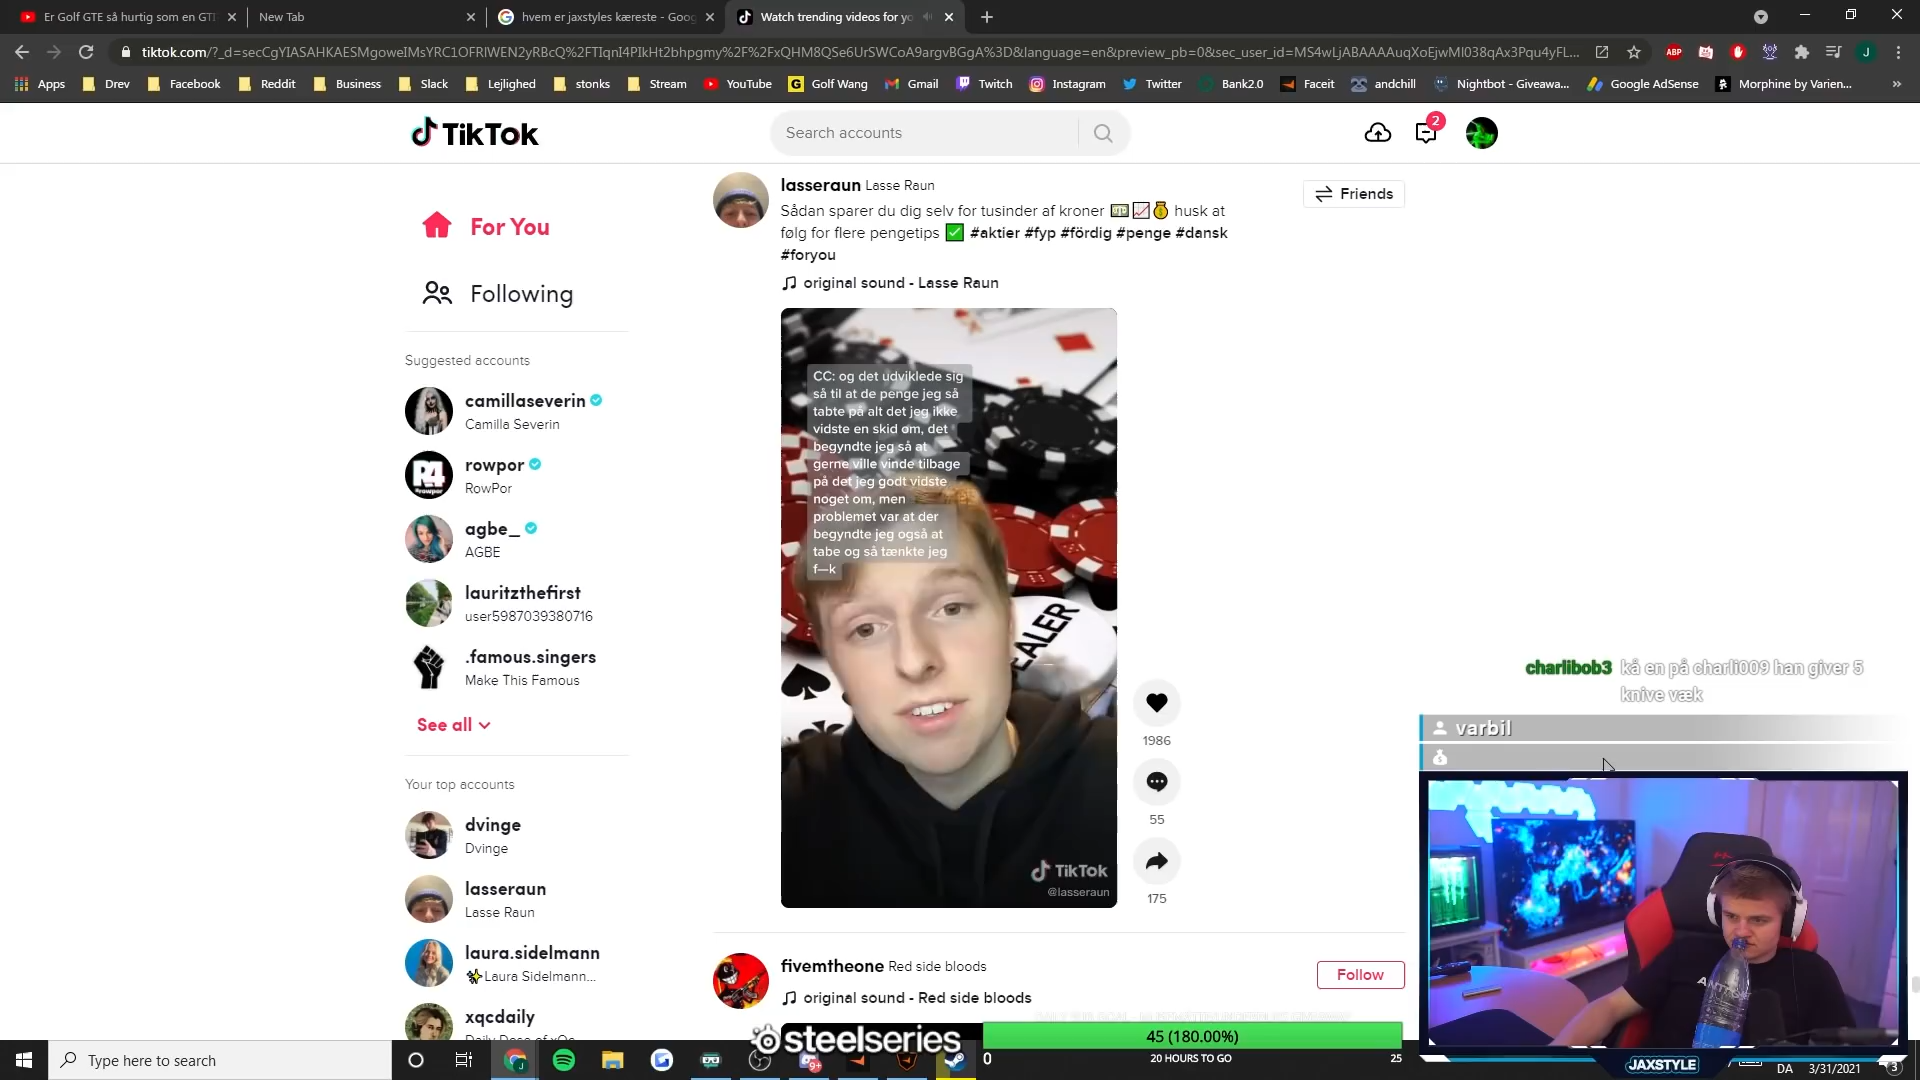 Er Golf GTE så hurtig som en GTI
New Tab
hvem er jaxstyles kæreste - Goog
Watch trending videos for yo
Apps
Drev
Facebook
Reddit
Business
Slack
Lejlighed
stonks
Stream
YouTube
Golf Wang
Gmail
Twitch
Instagram
Twitter
Bank2.0
Faceit
andchill
Nightbot - Giveawa...
Google AdSense
Morphine by Varien...
TikTok
Search accounts
2
For You
Following
Suggested accounts
camillaseverin
Camilla Severin
rowpor
RowPor
agbe_
AGBE
lauritzthefirst
user5987039380716
.famous.singers
Make This Famous
See all
Your top accounts
dvinge
Dvinge
lasseraun
Lasse Raun
laura.sidelmann
✨Laura Sidelmann...
xqcdaily
lasseraun Lasse Raun
Friends
Sådan sparer du dig selv for tusinder af kroner 💵📈💰 husk at
følg for flere pengetips ✅ #aktier #fyp #fördig #penge #dansk
#foryou
original sound - Lasse Raun
CC: og det udviklede sig
så til at de penge jeg så
tabte på alt det jeg ikke
vidste en skid om, det
begyndte jeg så at
gerne ville vinde tilbage
på det jeg godt vidste
noget om, men
problemet var at der
begyndte jeg også at
tabe og så tænkte jeg
f—k
EALER
TikTok
@lasseraun
1986
55
175
fivemtheone Red side bloods
Follow
original sound - Red side bloods
charlibob3 kå en på charli009 han giver 5
knive væk
varbil
steelseries
45 (180.00%)
0
20 HOURS TO GO
25
JAXSTYLE
Type here to search
DA
3/31/2021
3